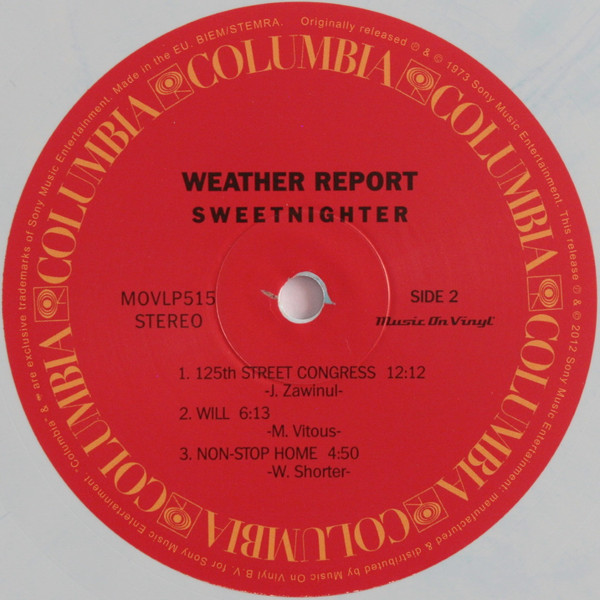 WEATHER REPORT
SWEETNIGHTER
MOVLP515
STEREO
SIDE 2
Music On Vinyl
1. 125th STREET CONGRESS 12:12
-J. Zawinul-
2. WILL 6:13
-M. Vitous-
3. NON-STOP HOME 4:50
-W. Shorter-
COLUMBIA
COLUMBIA
COLUMBIA
COLUMBIA
COLUMBIA
COLUMBIA
Originally released ℗ & © 1973 Sony Music Entertainment. This release ℗ & © 2012 Sony Music Entertainment. manufactured & distributed by Music On Vinyl B.V. for Sony Music Entertainment. "Columbia" & are exclusive trademarks of Sony Music Entertainment. Made in the EU. BIEM/STEMRA.